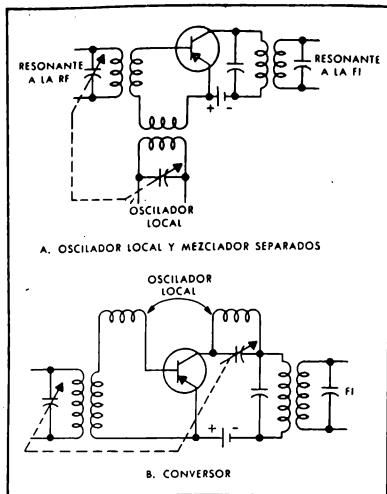 RESONANTE
A LA RF
RESONANTE
A LA FI
+ -
OSCILADOR
LOCAL
A. OSCILADOR LOCAL Y MEZCLADOR SEPARADOS
OSCILADOR
LOCAL
FI
+ -
B. CONVERSOR